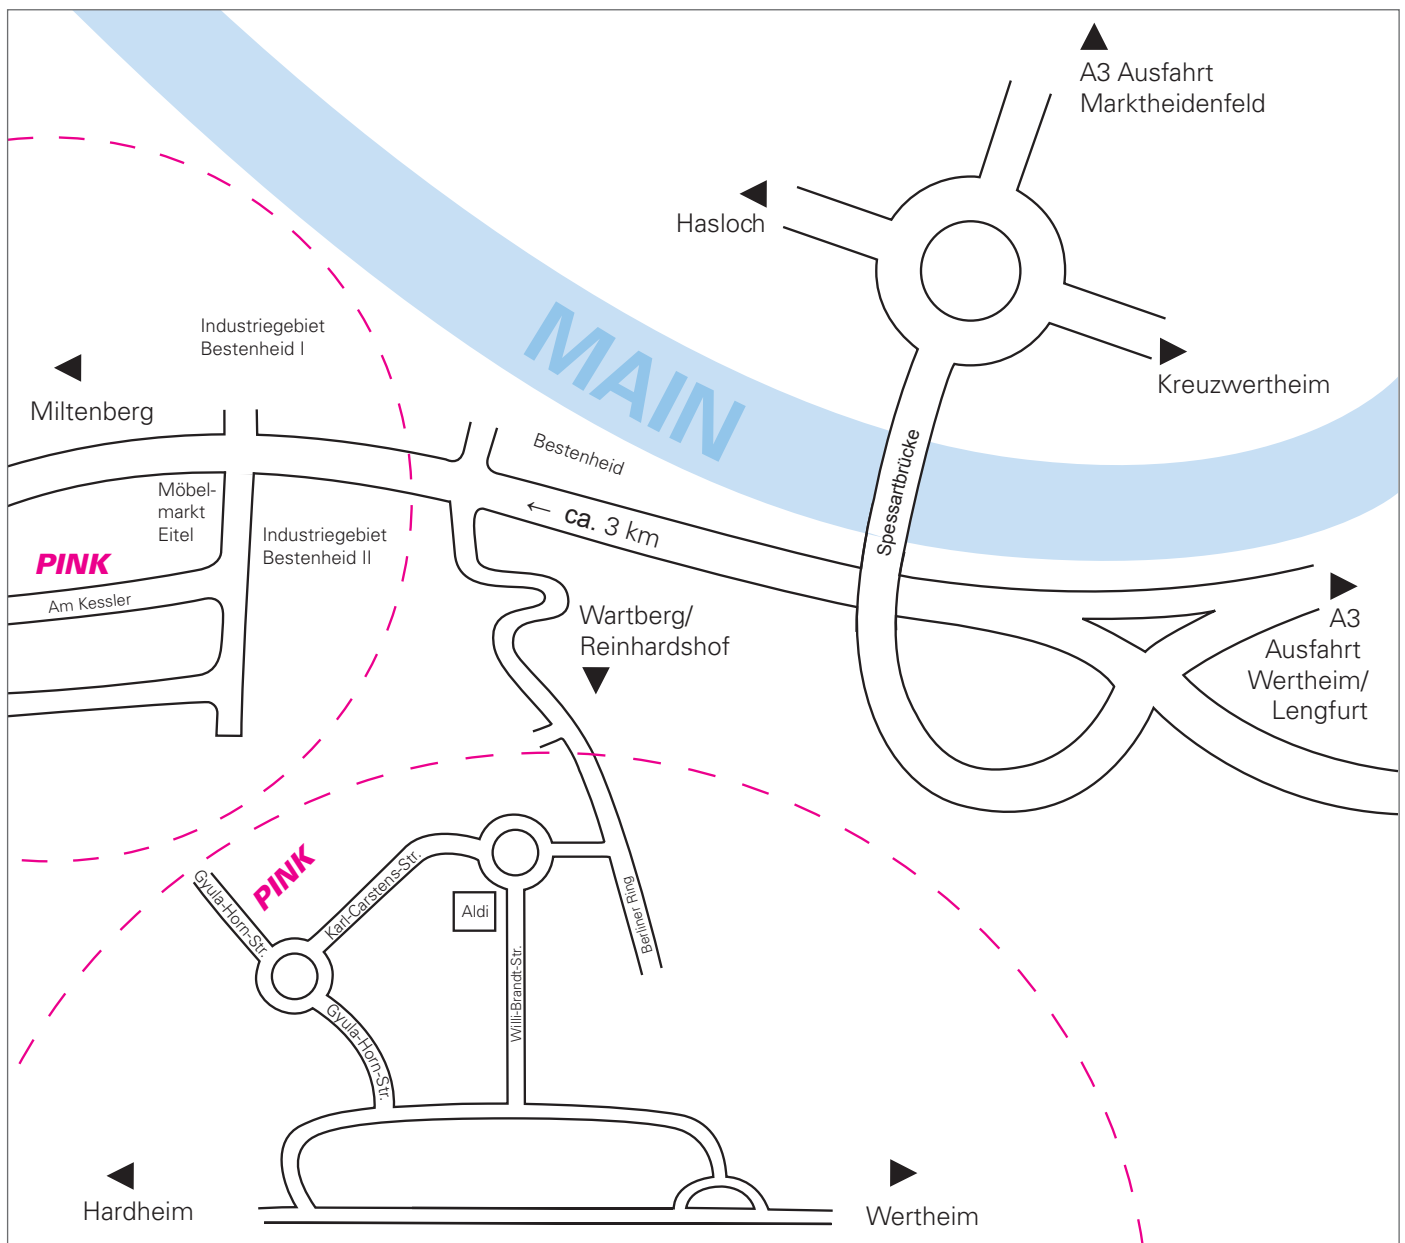 A3 Ausfahrt
Marktheidenfeld
Hasloch
Kreuzwertheim
MAIN
Industriegebiet
Bestenheid I
Miltenberg
Bestenheid
← ca. 3 km
Spessartbrücke
Möbel-
markt
Eitel
Industriegebiet
Bestenheid II
PINK
Am Kessler
Wartberg/
Reinhardshof
A3
Ausfahrt
Wertheim/
Lengfurt
PINK
Gyula-Horn-Str.
Karl-Carstens-Str.
Aldi
Berliner Ring
Willi-Brandt-Str.
Gyula-Horn-Str.
Hardheim
Wertheim